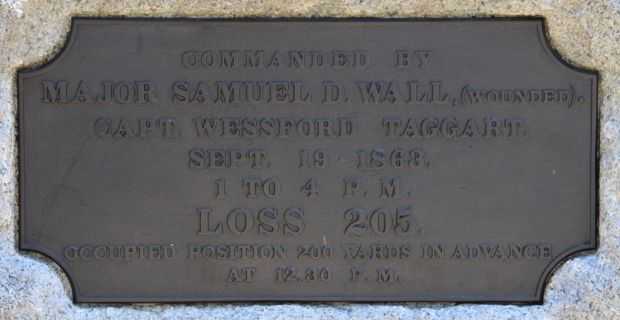 COMMANDED BY
MAJOR SAMUEL D. WALL, (WOUNDED).
CAPT. WESSFORD TAGGART.
SEPT. 19 - 1863.
1 TO 4 P. M.
LOSS 205.
OCCUPIED POSITION 200 YARDS IN ADVANCE
AT 12.30 P. M.